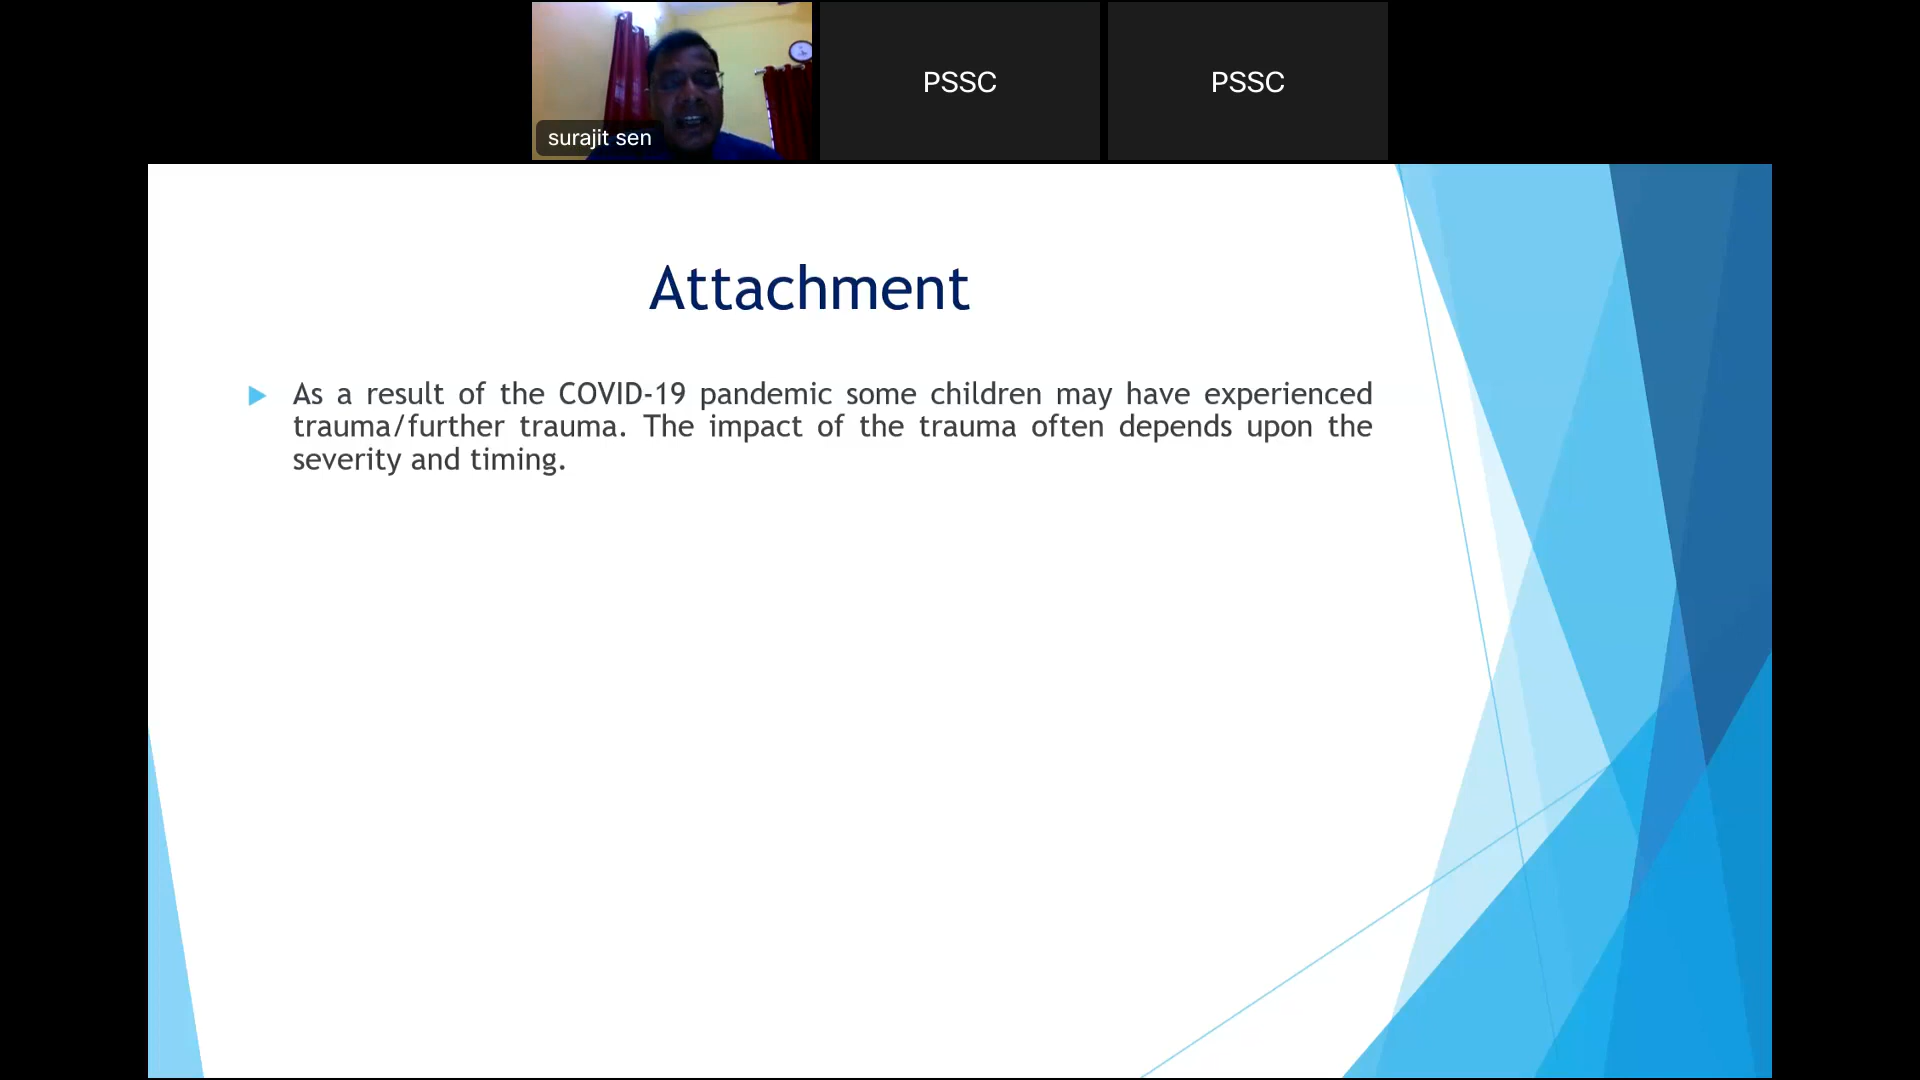 surajit sen
PSSC
PSSC
Attachment
As a result of the COVID-19 pandemic some children may have experienced
trauma/further trauma. The impact of the trauma often depends upon the
severity and timing.